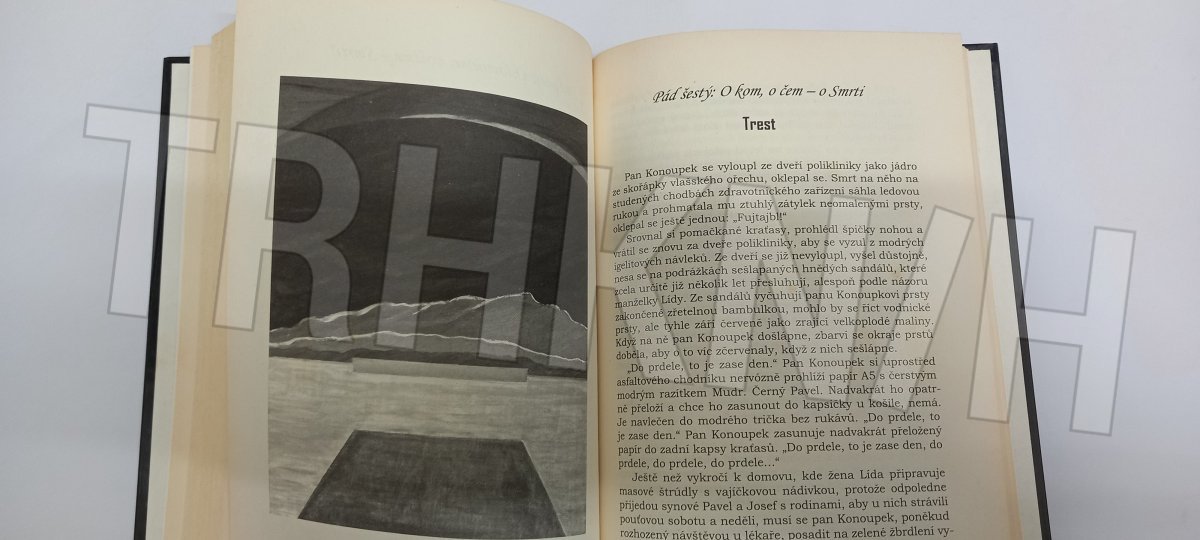 Pád šestý: O kom, o čem – o Smrti
Trest
Pan Konoupek se vyloupl ze dveří polikliniky jako jádro
ze skořápky vlašského ořechu, oklepal se. Smrt na něho na
studených chodbách zdravotnického zařízení sáhla ledovou
rukou a prohmatala mu ztuhlý zátylek neomalenými prsty,
oklepal se ještě jednou: „Fujtajbl!“
Srovnal si pomačkané kraťasy, prohlédl špičky nohou a
vrátil se znovu za dveře polikliniky, aby se vyzul z modrých
igelitových návleků. Ze dveří se již nevyloupl, vyšel důstojně,
nesa se na podrážkách sešlapaných hnědých sandálů, které
zcela určitě již několik let přesluhují, alespoň podle názoru
manželky Lídy. Ze sandálů vyčuhují panu Konoupkovi prsty
zakončené zřetelnou bambulkou, mohlo by se říct vodnické
prsty, ale tyhle září červeně jako zrající velkoplodé maliny.
Když na ně pan Konoupek došlápne, zbarví se okraje prstů
doběla, aby o to víc zčervenaly, když z nich sešlápne.
„Do prdele, to je zase den.“ Pan Konoupek si uprostřed
asfaltového chodníku nervózně prohlíží papír A5 s čerstvým
modrým razítkem Mudr. Černý Pavel. Nadvakrát ho opatr-
ně přeloží a chce ho zasunout do kapsičky u košile, nemá.
Je navlečen do modrého trička bez rukávů. „Do prdele, to
je zase den.“ Pan Konoupek zasunuje nadvakrát přeložený
papír do zadní kapsy kraťasů. „Do prdele, to je zase den, do
prdele, do prdele, do prdele...“
Ještě než vykročí k domovu, kde žena Lída připravuje
masové štrúdly s vajíčkovou nádivkou, protože odpoledne
přijedou synové Pavel a Josef s rodinami, aby u nich strávili
pouťovou sobotu a neděli, musí se pan Konoupek, poněkud
rozhozený návštěvou u lékaře, posadit na zelené žbrdlení vy-
TRHKNIH